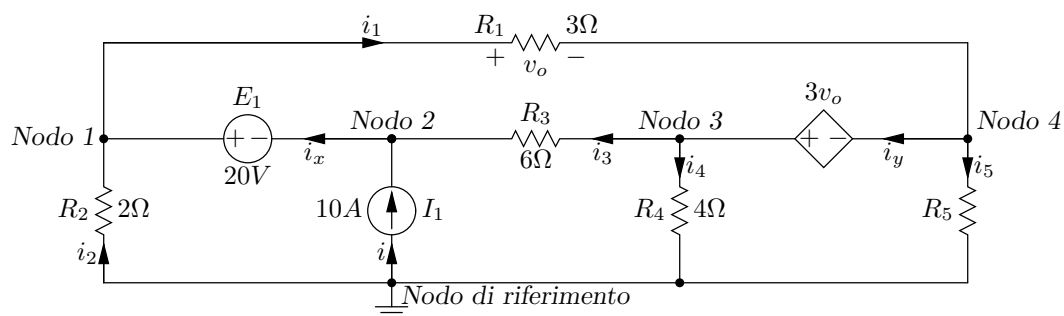 i₁ R₁ 3Ω
+ vₒ −
E₁ 3vₒ
Nodo 1 + − Nodo 2 R₃ Nodo 3 + − Nodo 4
20V iₓ 6Ω i₃ i_y
i₄ i₅
R₂ 2Ω 10A I₁ R₄ 4Ω R₅
i₂ i
Nodo di riferimento